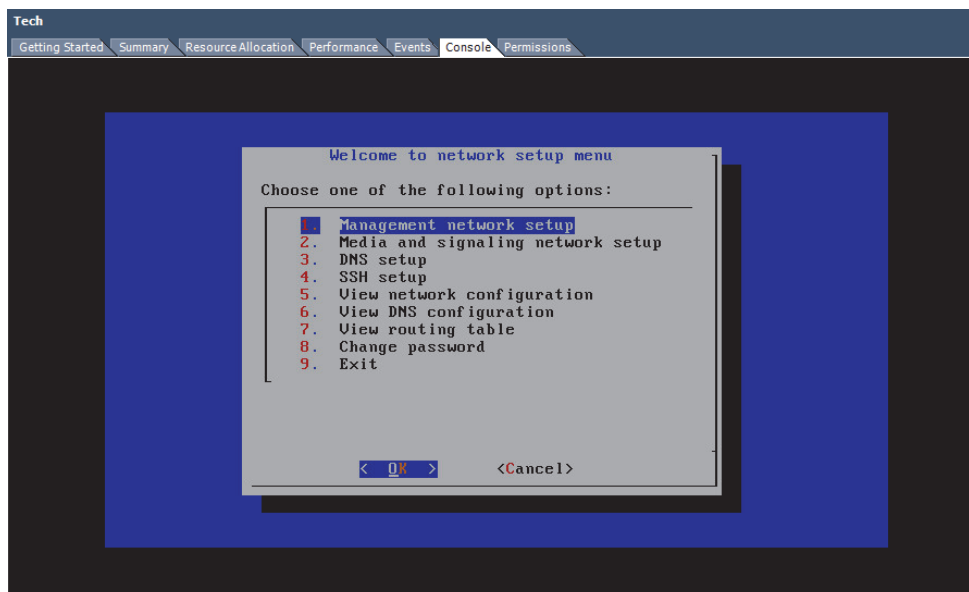 Tech
Getting Started Summary Resource Allocation Performance Events Console Permissions
Welcome to network setup menu
Choose one of the following options:
1. Management network setup
2. Media and signaling network setup
3. DNS setup
4. SSH setup
5. View network configuration
6. View DNS configuration
7. View routing table
8. Change password
9. Exit
< OK > <Cancel>